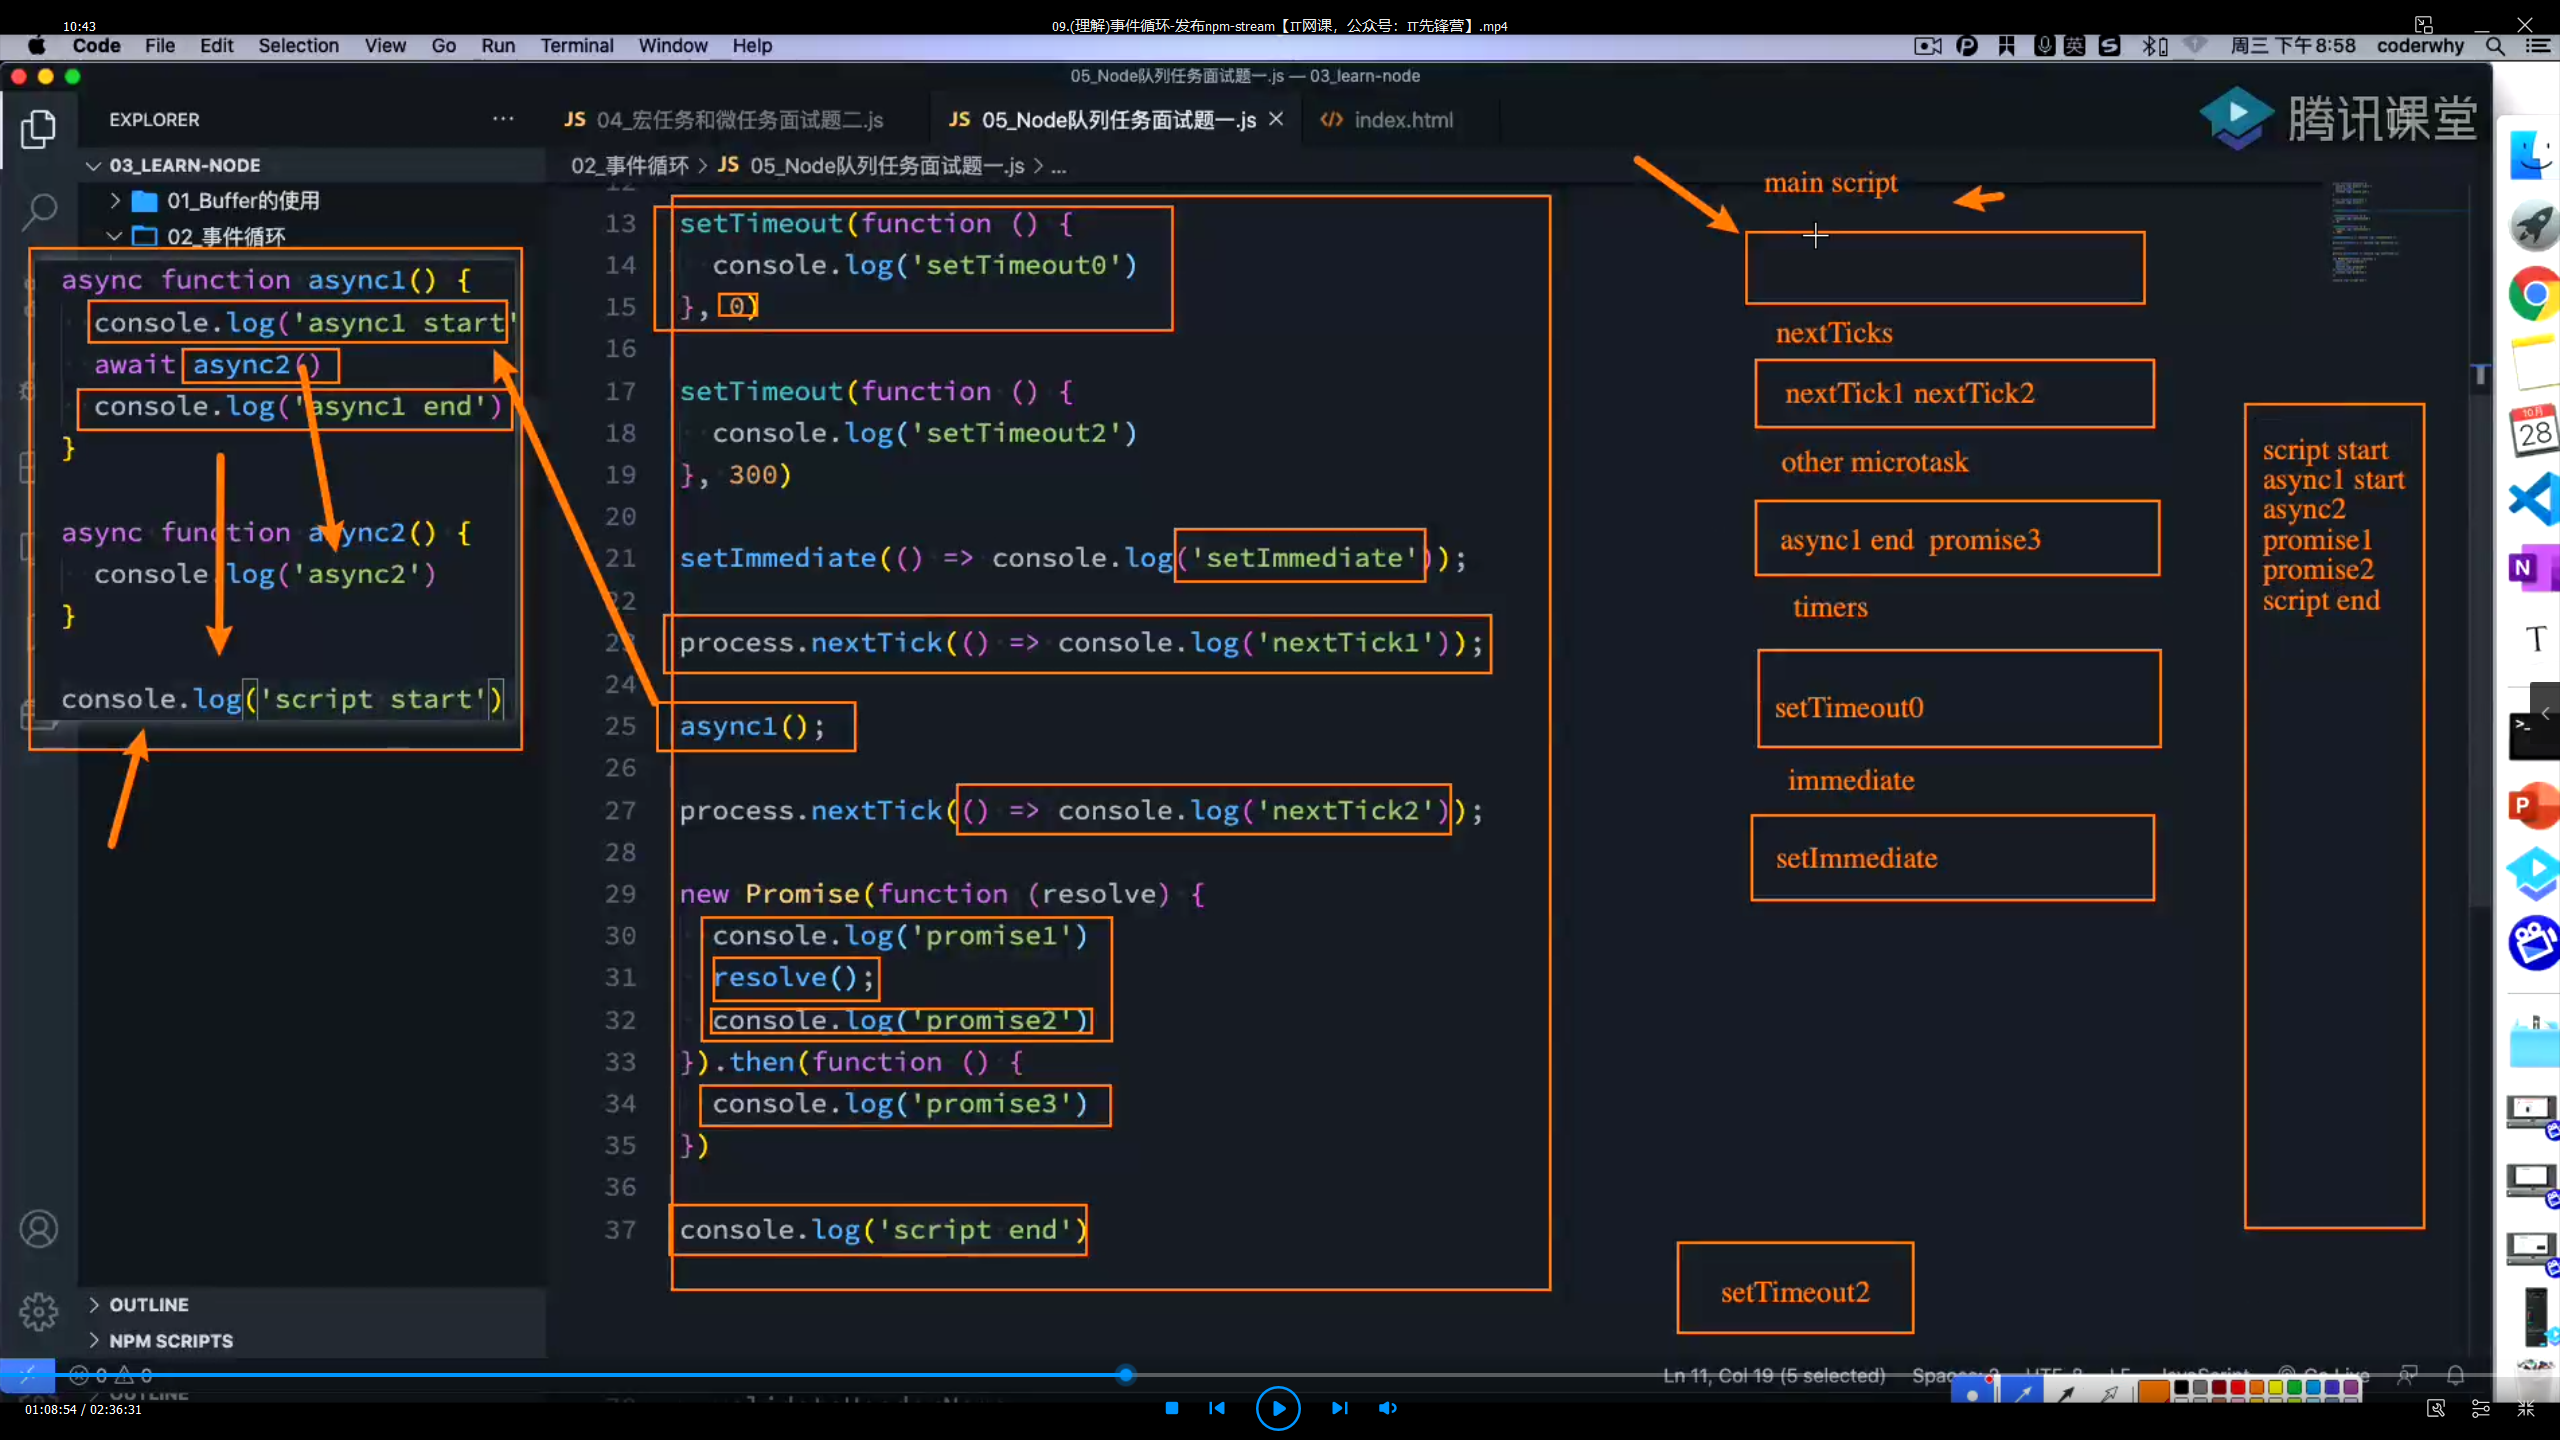 10:43
09.(理解)事件循环-发布npm-stream【IT网课，公众号：IT先锋营】.mp4
Code File Edit Selection View Go Run Terminal Window Help
英
周三 下午8:58 coderwhy
05_Node队列任务面试题一.js — 03_learn-node
EXPLORER
JS 04_宏任务和微任务面试题二.js
JS 05_Node队列任务面试题一.js
index.html
腾讯课堂
03_LEARN-NODE
01_Buffer的使用
02_事件循环
02_事件循环 > JS 05_Node队列任务面试题一.js > ...
async function async1() {
console.log('async1 start'
await async2()
console.log('async1 end')
}
async function async2() {
console.log('async2')
}
console.log('script start')
12
13 setTimeout(function () {
14 console.log('setTimeout0')
15 }, 0)
16
17 setTimeout(function () {
18 console.log('setTimeout2')
19 }, 300)
20
21 setImmediate(() => console.log('setImmediate'));
22
23 process.nextTick(() => console.log('nextTick1'));
24
25 async1();
26
27 process.nextTick(() => console.log('nextTick2'));
28
29 new Promise(function (resolve) {
30 console.log('promise1')
31 resolve();
32 console.log('promise2')
33 }).then(function () {
34 console.log('promise3')
35 })
36
37 console.log('script end')
main script
nextTicks
nextTick1 nextTick2
other microtask
async1 end promise3
timers
setTimeout0
immediate
setImmediate
setTimeout2
script start
async1 start
async2
promise1
promise2
script end
10月
28
OUTLINE
NPM SCRIPTS
0 0
Ln 11, Col 19 (5 selected)
OUTLINE
01:08:54 / 02:36:31